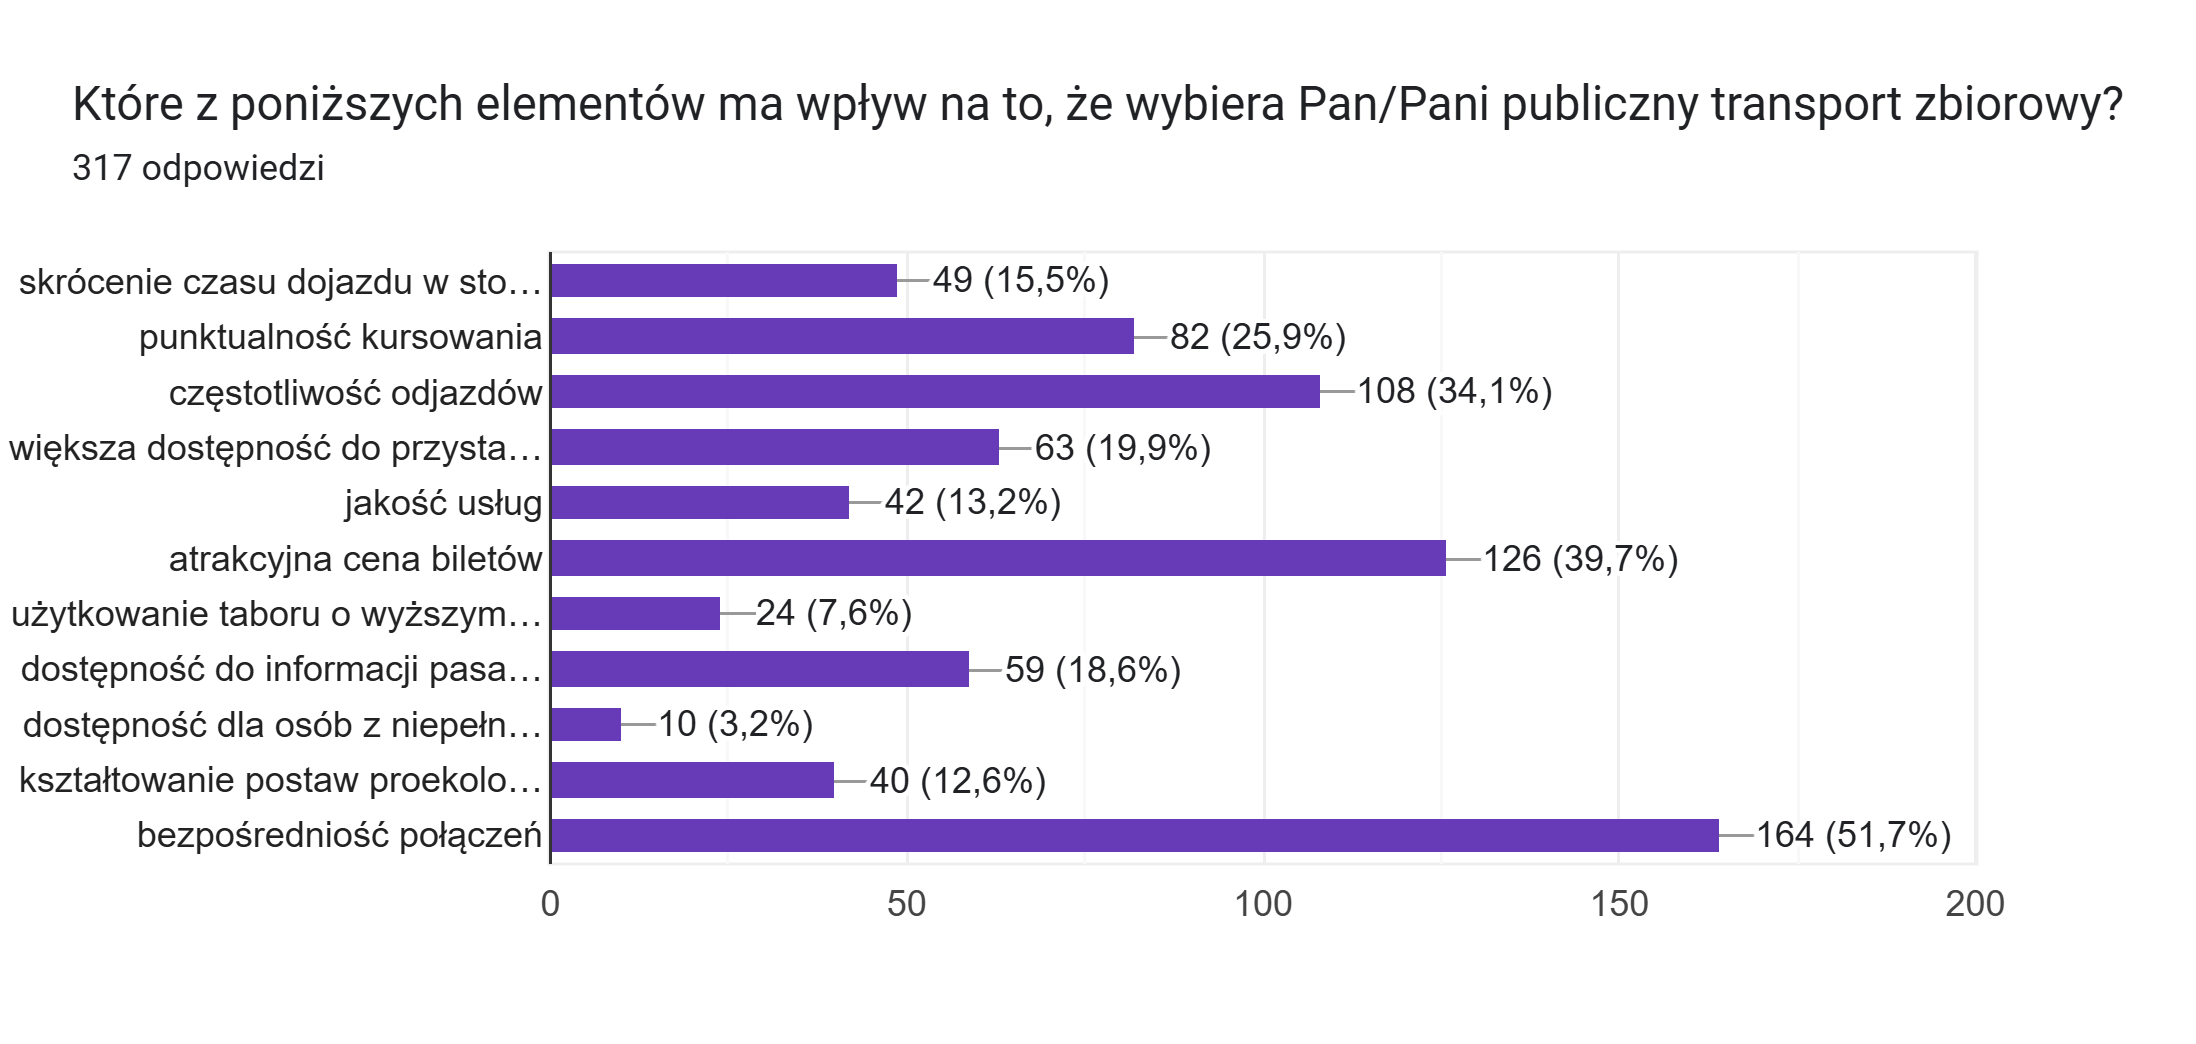 Które z poniższych elementów ma wpływ na to, że wybiera Pan/Pani publiczny transport zbiorowy?
317 odpowiedzi
skrócenie czasu dojazdu w sto… 49 (15,5%)
punktualność kursowania 82 (25,9%)
częstotliwość odjazdów 108 (34,1%)
większa dostępność do przysta… 63 (19,9%)
jakość usług 42 (13,2%)
atrakcyjna cena biletów 126 (39,7%)
użytkowanie taboru o wyższym… 24 (7,6%)
dostępność do informacji pasa… 59 (18,6%)
dostępność dla osób z niepełn… 10 (3,2%)
kształtowanie postaw proekolo… 40 (12,6%)
bezpośredniość połączeń 164 (51,7%)
0 50 100 150 200